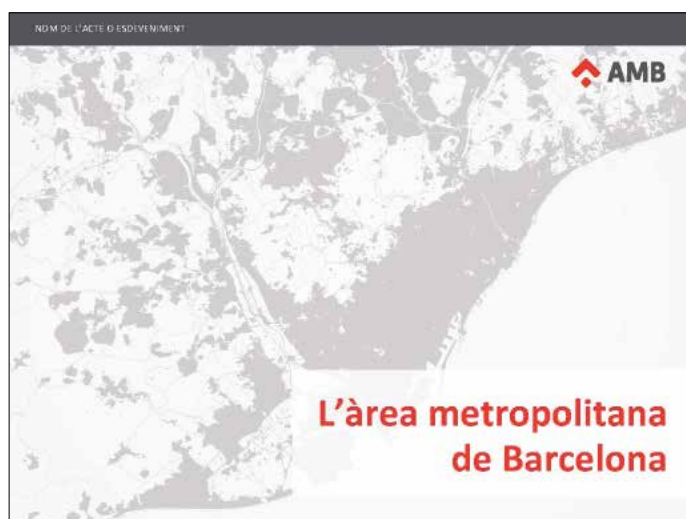 NOM DE L'ACTE O ESDEVENIMENT
AMB
L'àrea metropolitana
de Barcelona